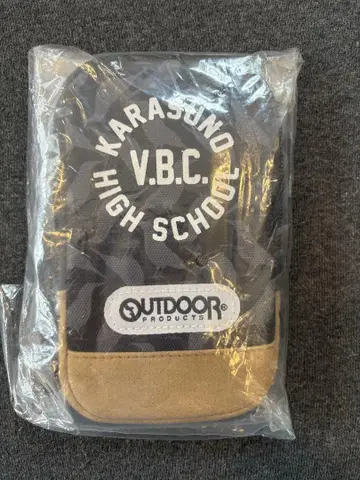 KARASUNO
V.B.C.
HIGH SCHOOL
OUTDOOR®
PRODUCTS